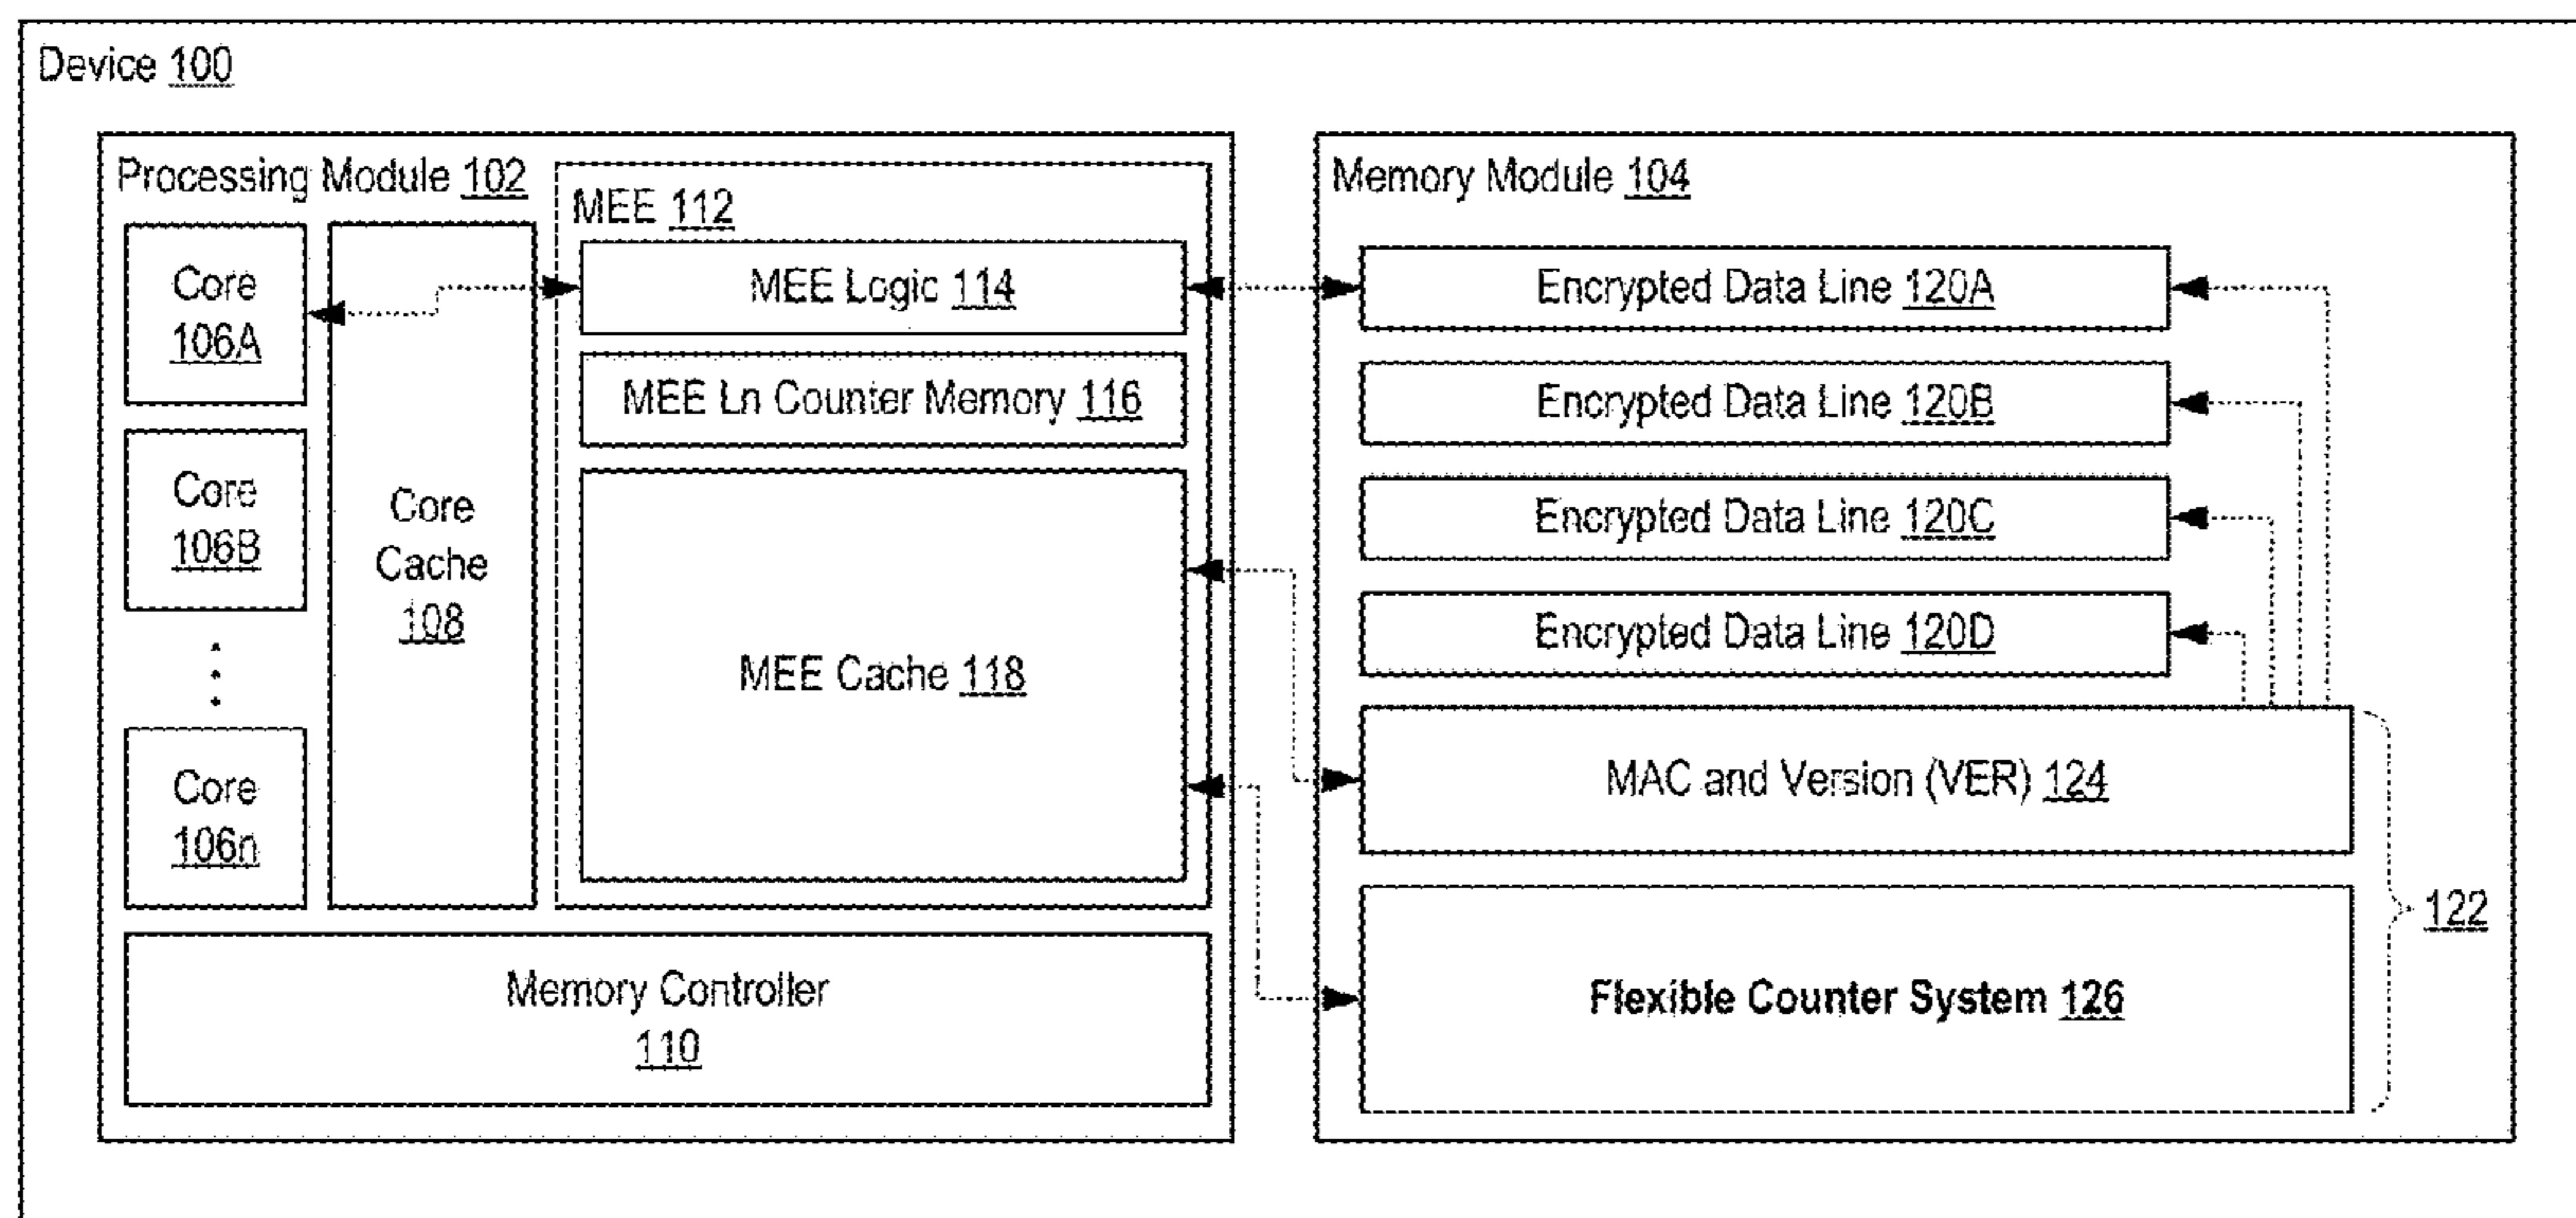 Device 100
Processing Module 102
Core
106A
Core
106B
Core
106n
Core
Cache
108
MEE 112
MEE Logic 114
MEE Ln Counter Memory 116
MEE Cache 118
Memory Controller
110
Memory Module 104
Encrypted Data Line 120A
Encrypted Data Line 120B
Encrypted Data Line 120C
Encrypted Data Line 120D
MAC and Version (VER) 124
Flexible Counter System 126
122